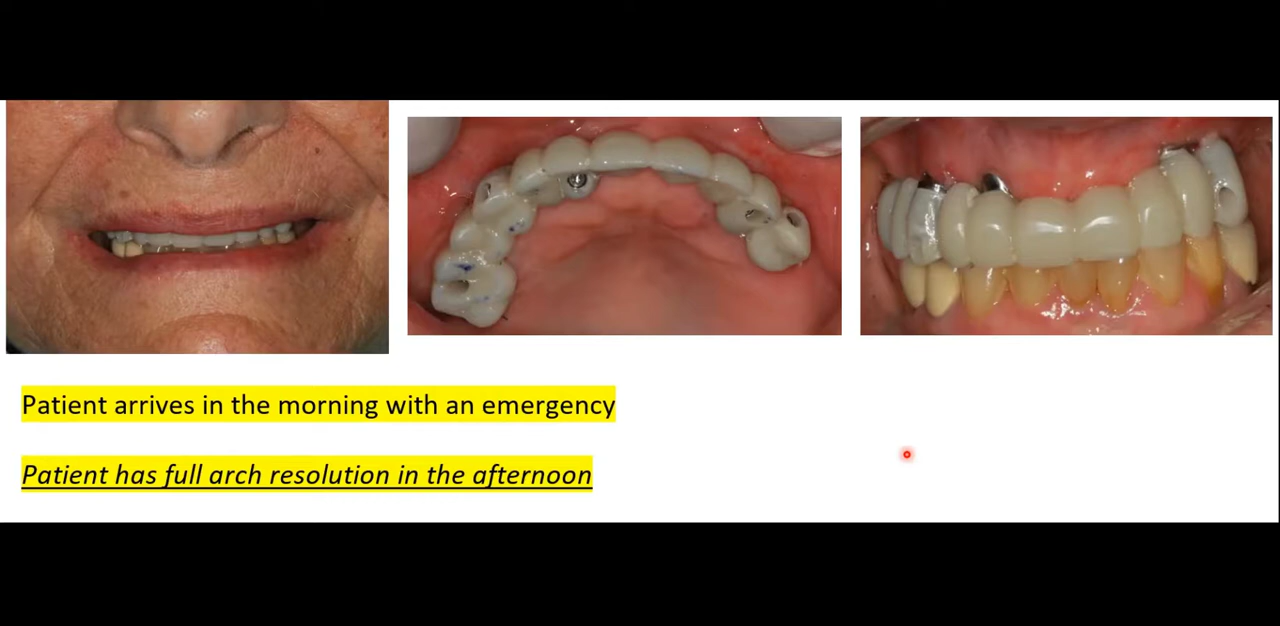 Patient arrives in the morning with an emergency
Patient has full arch resolution in the afternoon